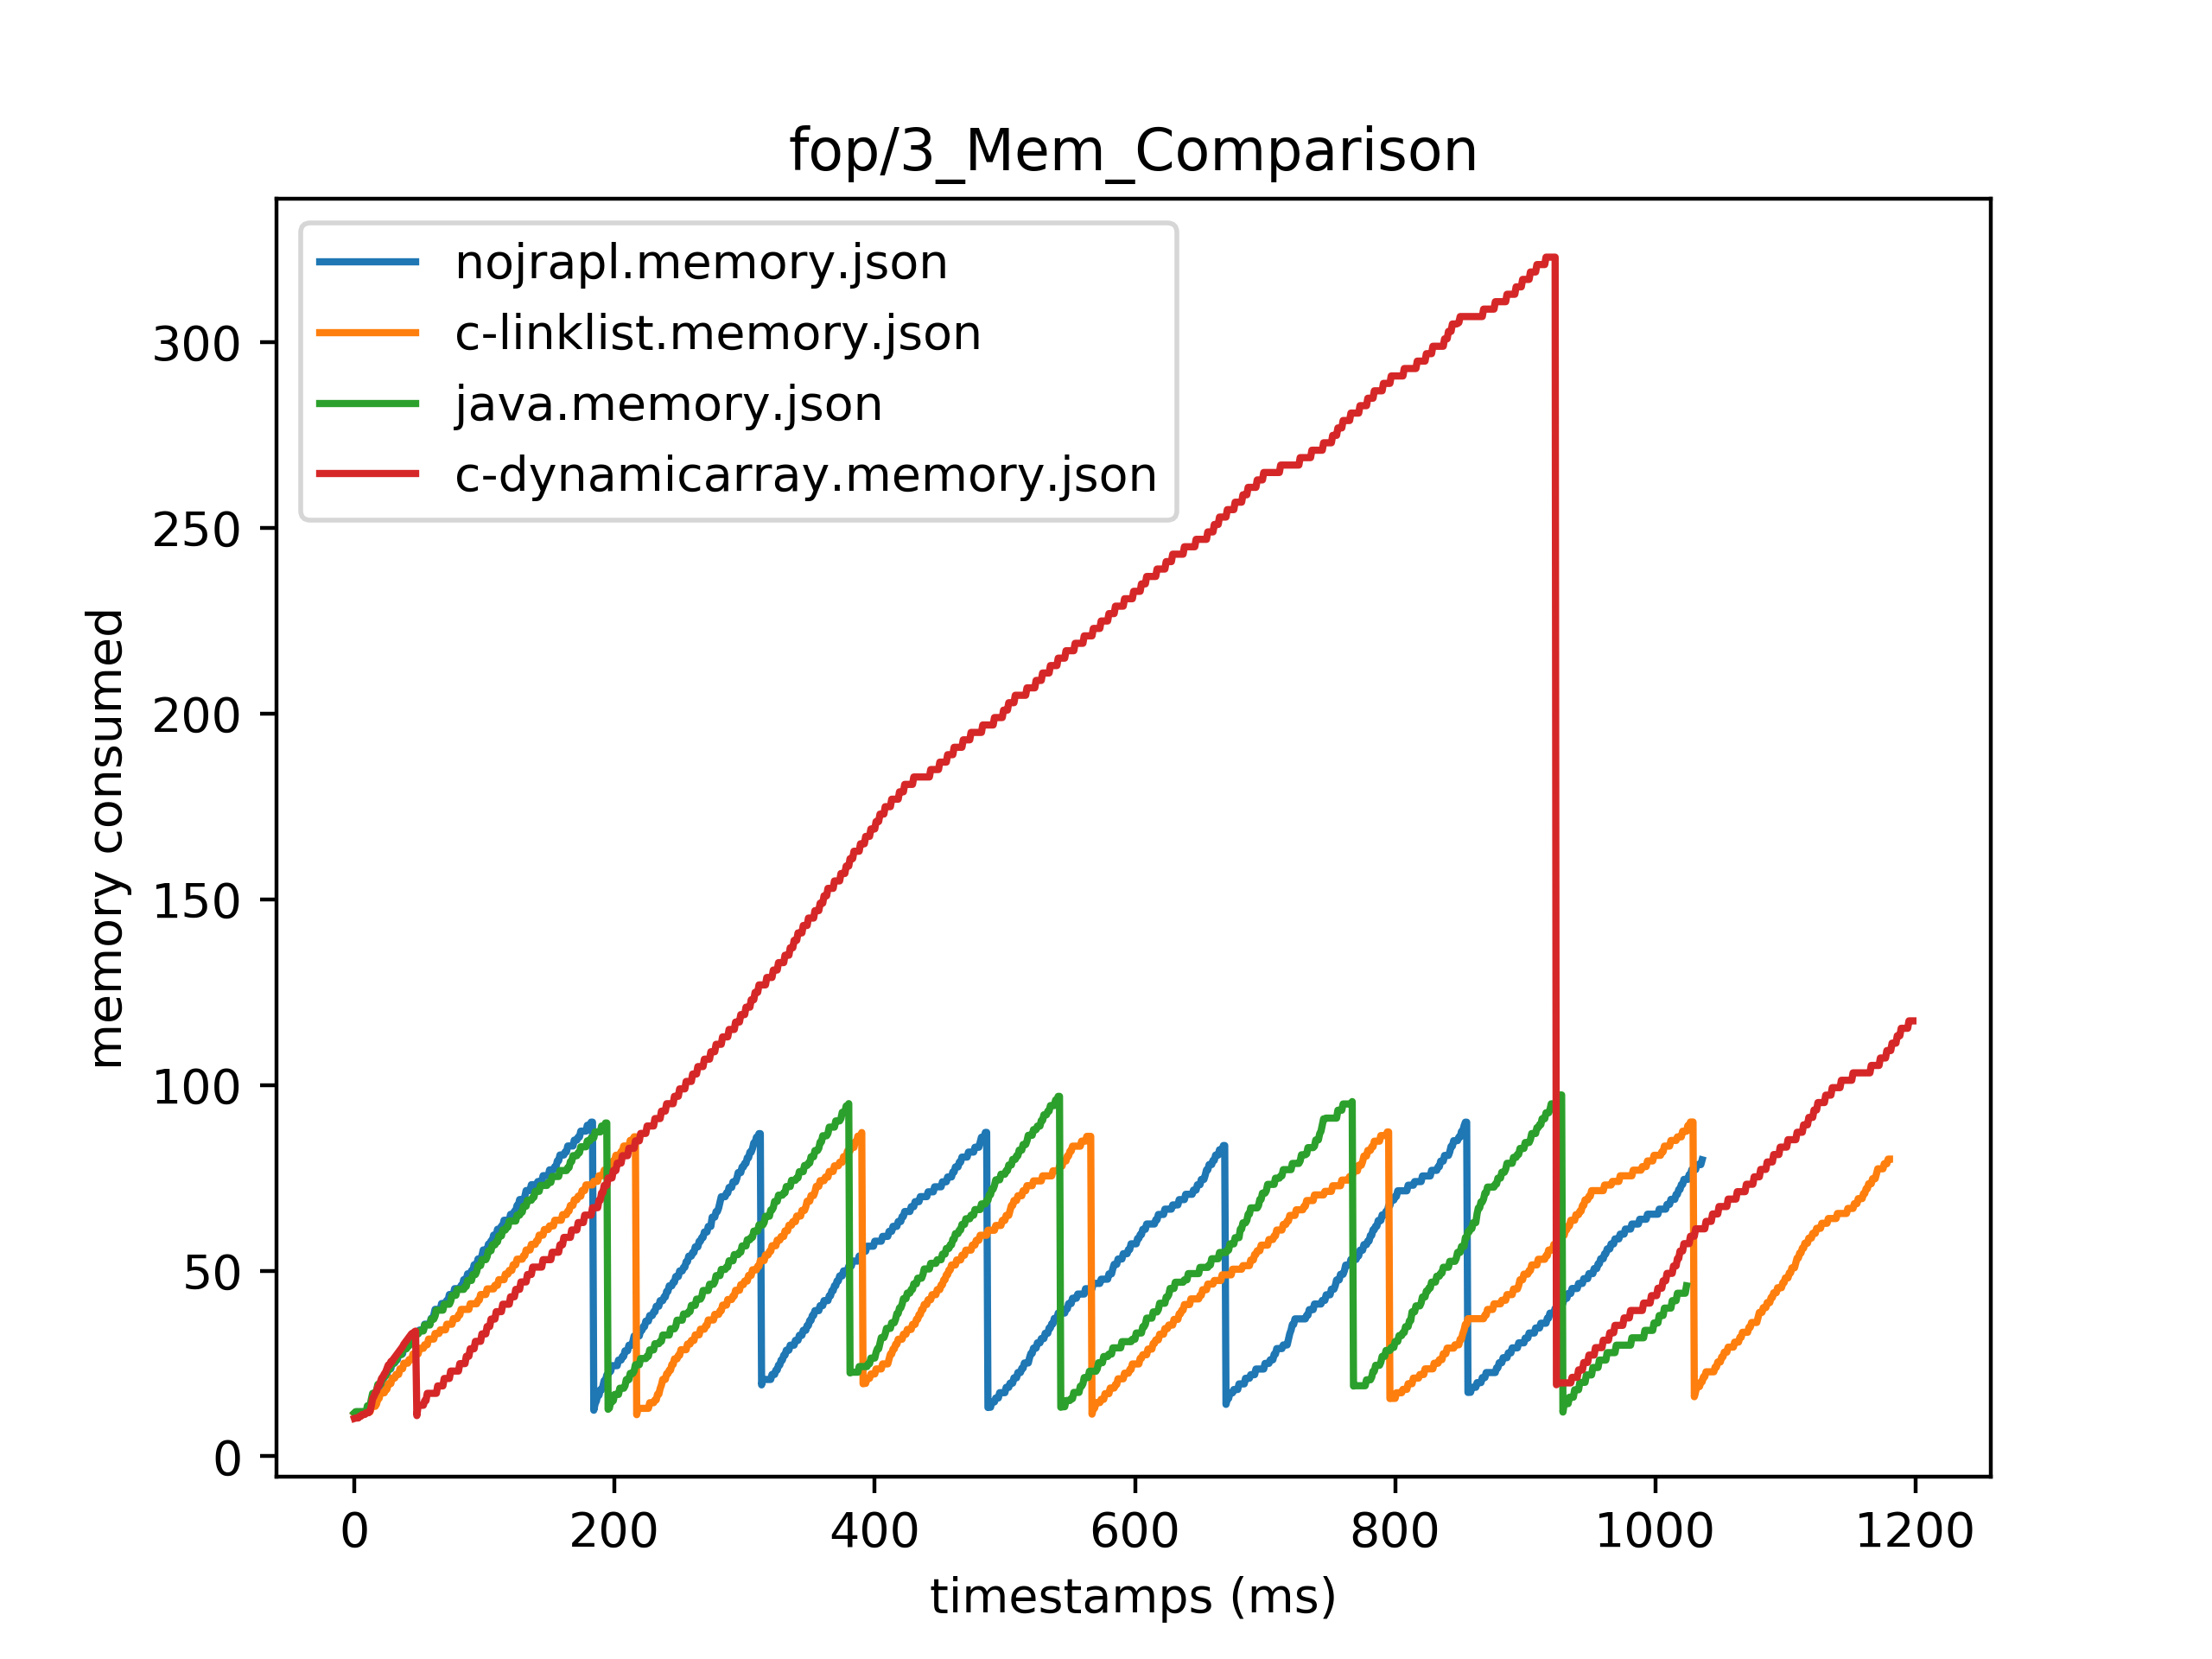 fop/3_Mem_Comparison
nojrapl.memory.json
c-linklist.memory.json
java.memory.json
c-dynamicarray.memory.json
memory consumed
300
250
200
150
100
50
0
0 200 400 600 800 1000 1200
timestamps (ms)